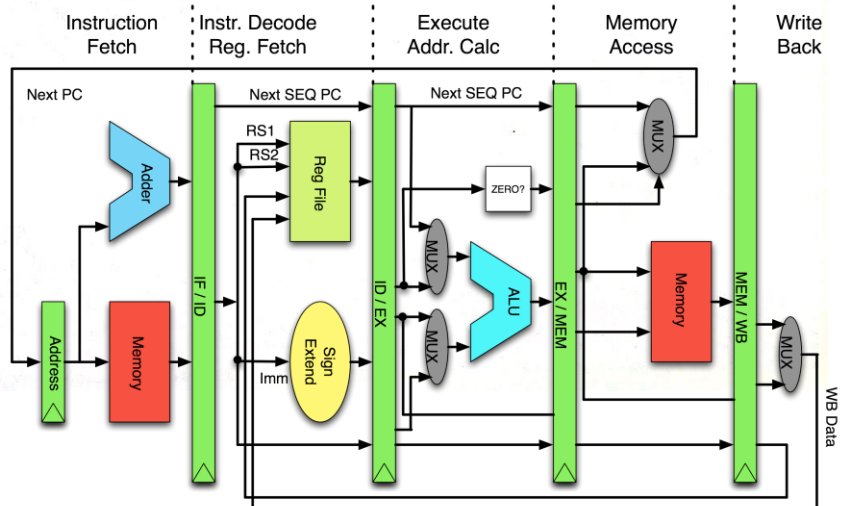 Instruction
Fetch
Instr. Decode
Reg. Fetch
Execute
Addr. Calc
Memory
Access
Write
Back
Next PC
Next SEQ PC
Next SEQ PC
RS1
RS2
Adder
Reg File
MUX
ZERO?
MUX
IF / ID
ID / EX
ALU
EX / MEM
Memory
MEM / WB
Address
Memory
Sign
Extend
MUX
MUX
Imm
WB Data